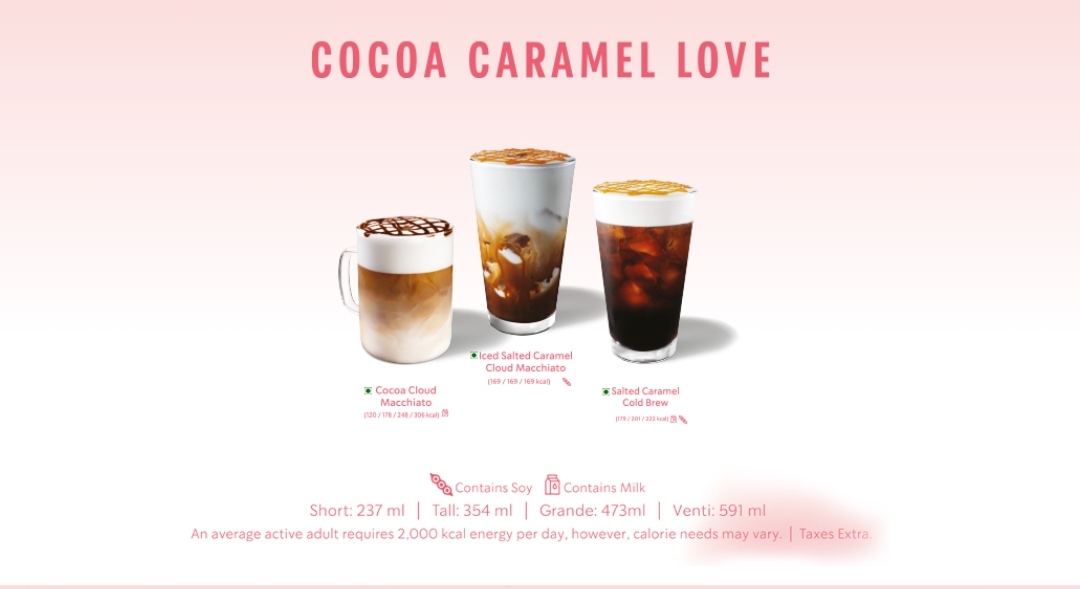 COCOA CARAMEL LOVE
Iced Salted Caramel
Cloud Macchiato
(169 / 169 / 169 kcal)
Cocoa Cloud
Macchiato
(120 / 178 / 248 / 306 kcal)
Salted Caramel
Cold Brew
(179 / 201 / 222 kcal)
Contains Soy Contains Milk
Short: 237 ml | Tall: 354 ml | Grande: 473ml | Venti: 591 ml
An average active adult requires 2,000 kcal energy per day, however, calorie needs may vary. | Taxes Extra.